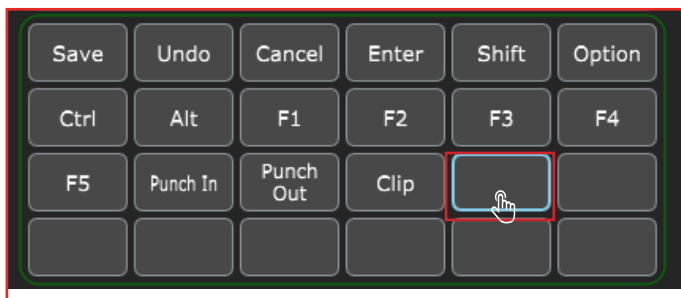 Save Undo Cancel Enter Shift Option
Ctrl Alt F1 F2 F3 F4
F5 Punch In Punch Out Clip